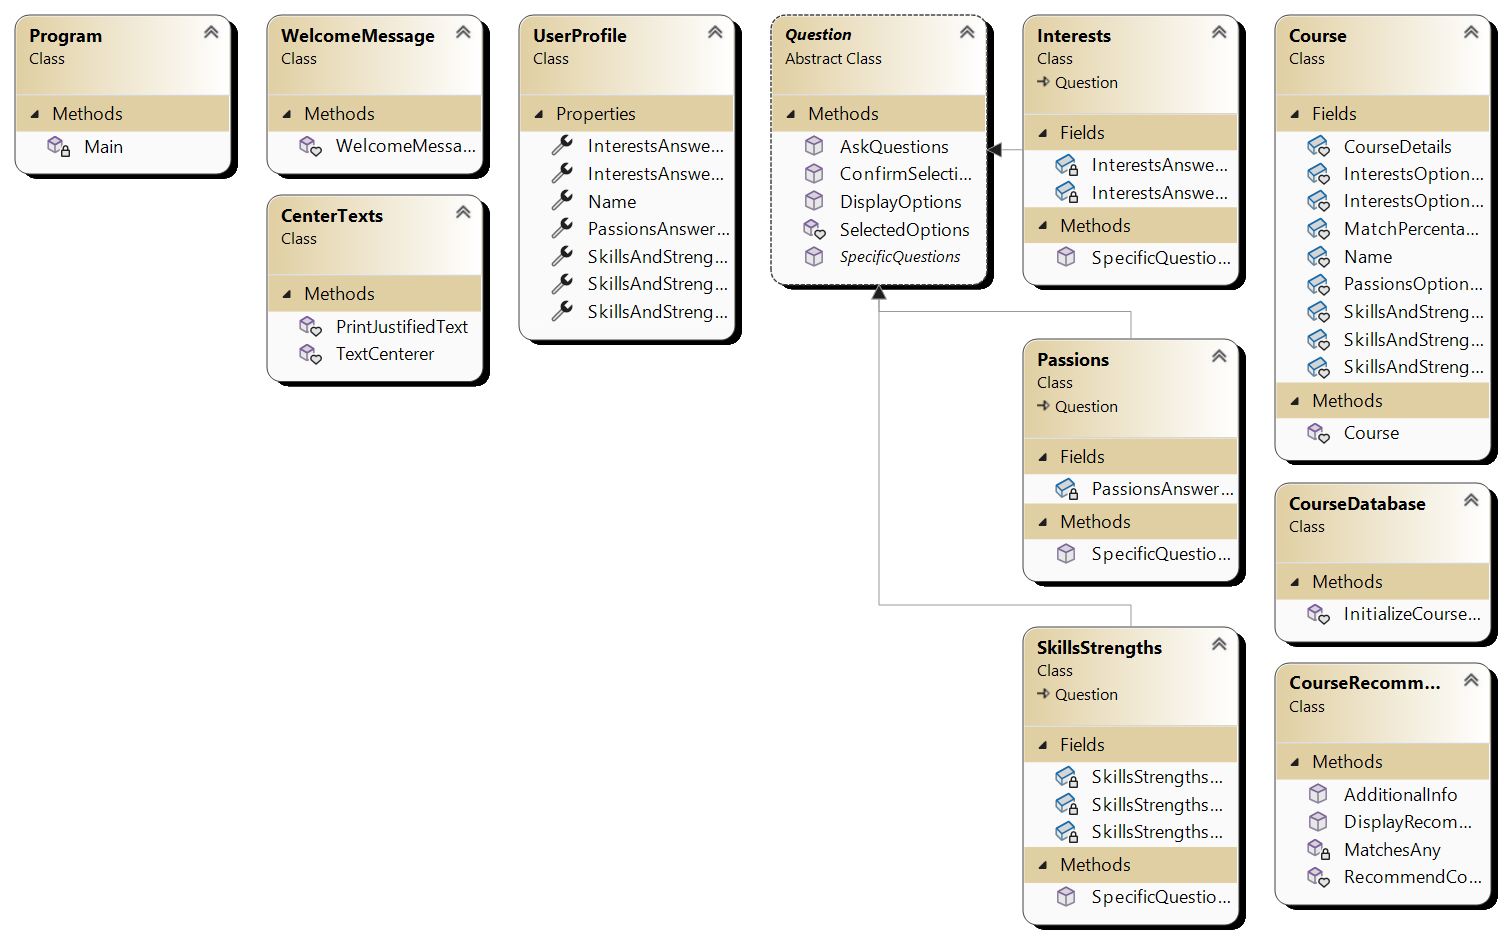 Program
Class
Methods
Main
WelcomeMessage
Class
Methods
WelcomeMessa...
CenterTexts
Class
Methods
PrintJustifiedText
TextCenterer
UserProfile
Class
Properties
InterestsAnswe...
InterestsAnswe...
Name
PassionsAnswer...
SkillsAndStreng...
SkillsAndStreng...
SkillsAndStreng...
Question
Abstract Class
Methods
AskQuestions
ConfirmSelecti...
DisplayOptions
SelectedOptions
SpecificQuestions
Interests
Class
Question
Fields
InterestsAnswe...
InterestsAnswe...
Methods
SpecificQuestio...
Passions
Class
Question
Fields
PassionsAnswer...
Methods
SpecificQuestio...
SkillsStrengths
Class
Question
Fields
SkillsStrengths...
SkillsStrengths...
SkillsStrengths...
Methods
SpecificQuestio...
Course
Class
Fields
CourseDetails
InterestsOption...
InterestsOption...
MatchPercenta...
Name
PassionsOption...
SkillsAndStreng...
SkillsAndStreng...
SkillsAndStreng...
Methods
Course
CourseDatabase
Class
Methods
InitializeCourse...
CourseRecomm...
Class
Methods
AdditionalInfo
DisplayRecom...
MatchesAny
RecommendCo...